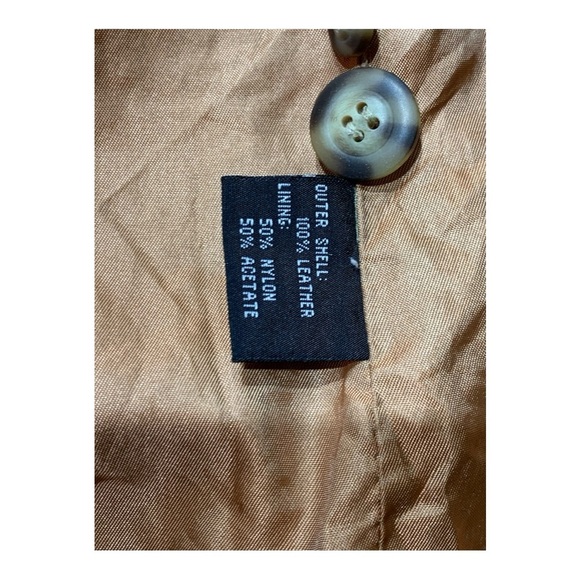 OUTER SHELL:
100% LEATHER
LINING:
50% NYLON
50% ACETATE